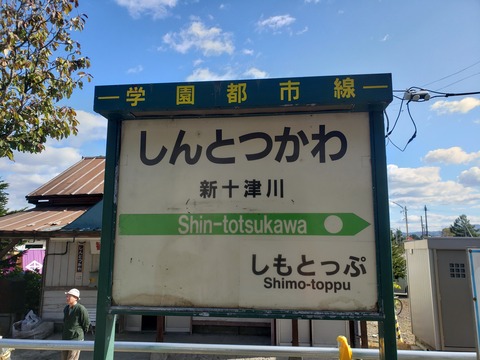 学園都市線
しんとつかわ
新十津川
Shin-totsukawa
しもとっぷ
Shimo-toppu